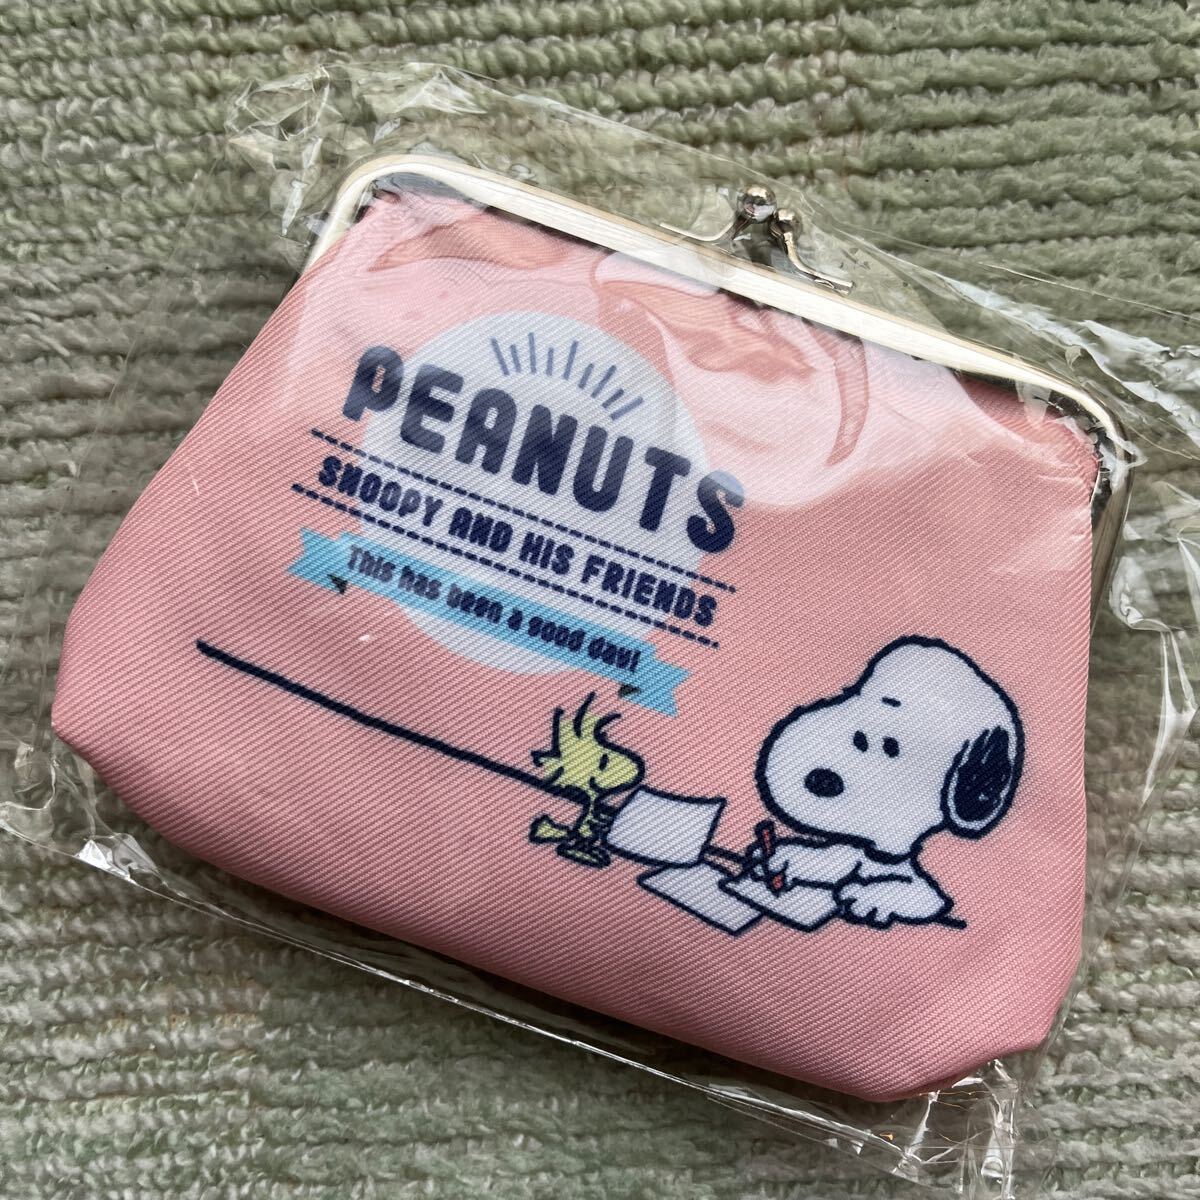 PEANUTS
SNOOPY AND HIS FRIENDS
This has been a good day!